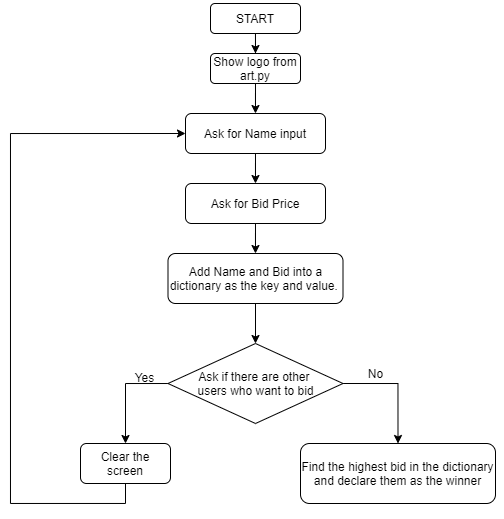 START
Show logo from
art.py
Ask for Name input
Ask for Bid Price
Add Name and Bid into a
dictionary as the key and value.
Ask if there are other
users who want to bid
Yes
No
Clear the
screen
Find the highest bid in the dictionary
and declare them as the winner